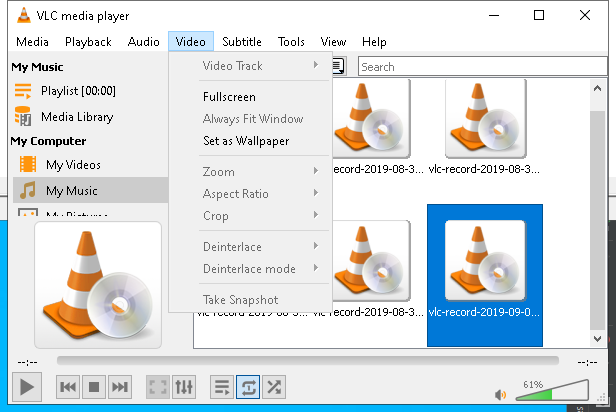 VLC media player
Media Playback Audio Video Subtitle Tools View Help
My Music
Playlist [00:00]
Media Library
My Computer
My Videos
My Music
My Pictures
Video Track
Fullscreen
Always Fit Window
Set as Wallpaper
Zoom
Aspect Ratio
Crop
Deinterlace
Deinterlace mode
Take Snapshot
Search
vlc-record-2019-08-3...
vlc-record-2019-08-3...
vlc-record-2019-08-3...
vlc-record-2019-08-3...
vlc-record-2019-09-0...
--:--
--:--
61%